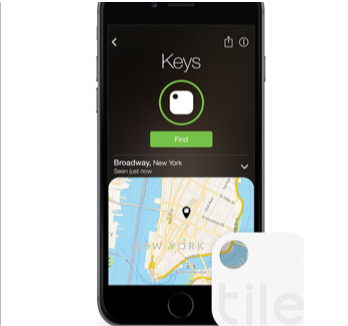 Keys
Find
Broadway, New York
Seen just now
NEW YORK
tile